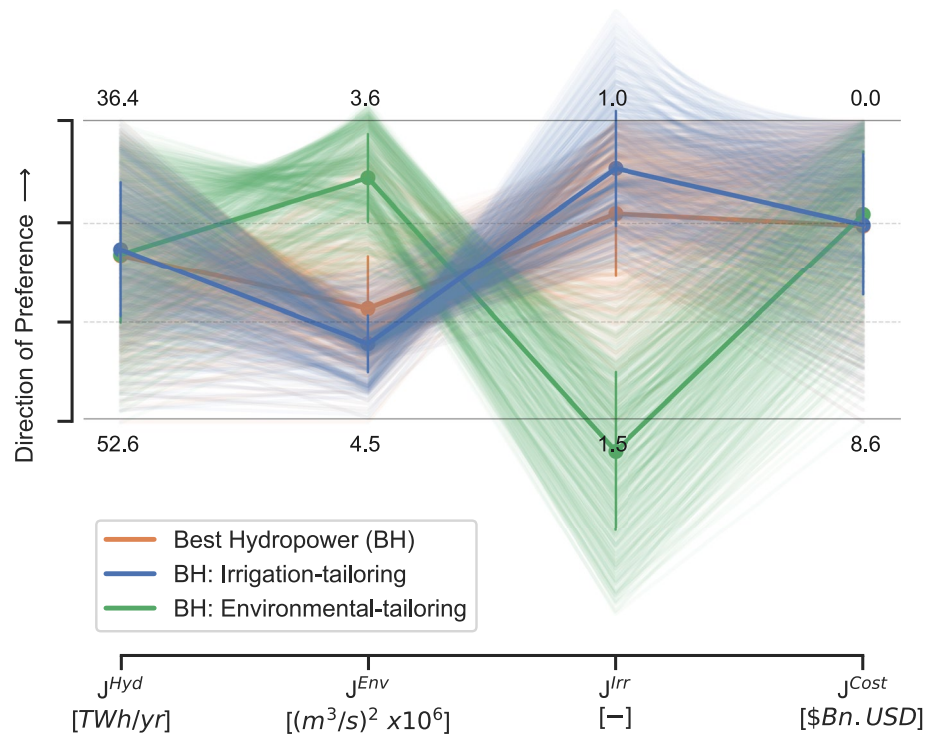 36.4 3.6 1.0 0.0
Direction of Preference ⟶
52.6 4.5 1.5 8.6
Best Hydropower (BH)
BH: Irrigation-tailoring
BH: Environmental-tailoring
J^Hyd J^Env J^Irr J^Cost
[TWh/yr] [(m³/s)² x10⁶] [−] [$Bn. USD]